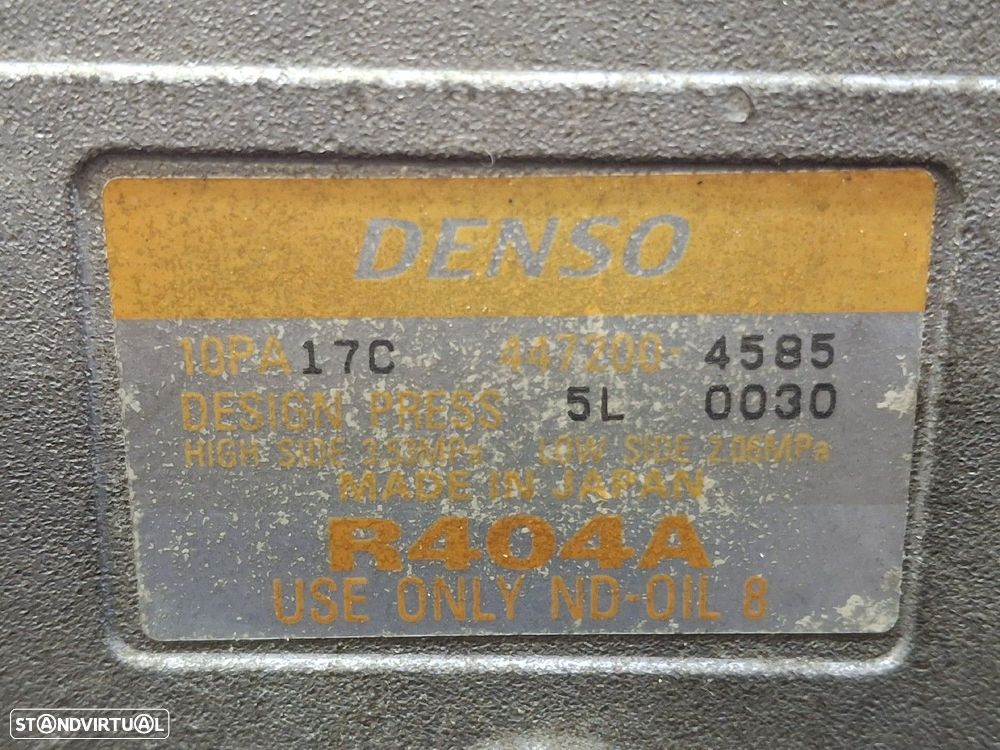 DENSO
10PA17C 447200-4585
DESIGN PRESS 5L 0030
HIGH SIDE 3.53MPa LOW SIDE 2.06MPa
MADE IN JAPAN
R404A
USE ONLY ND-OIL 8
STANDVIRTUAL